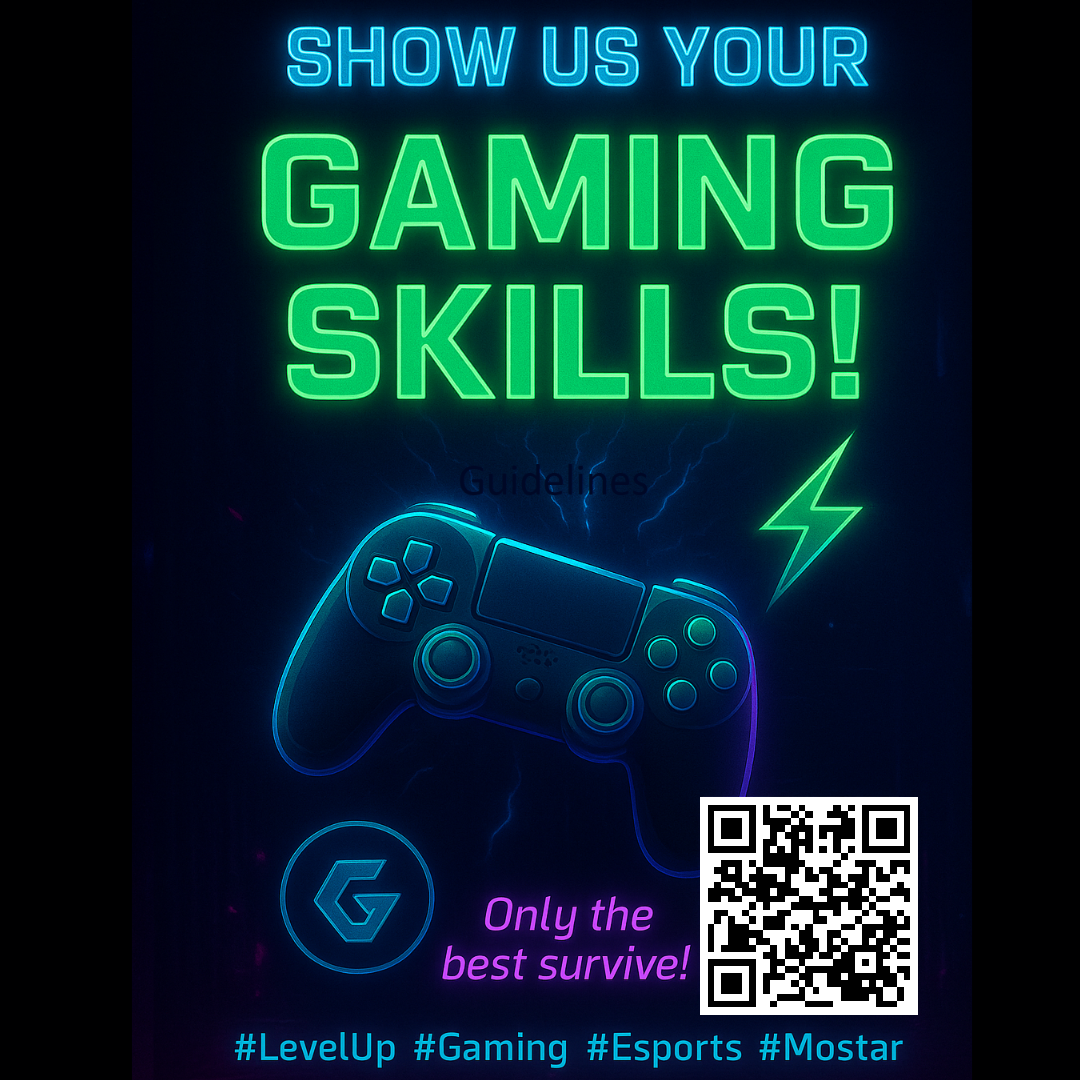 SHOW US YOUR
GAMING
SKILLS!
Guidelines
G
Only the
best survive!
#LevelUp #Gaming #Esports #Mostar